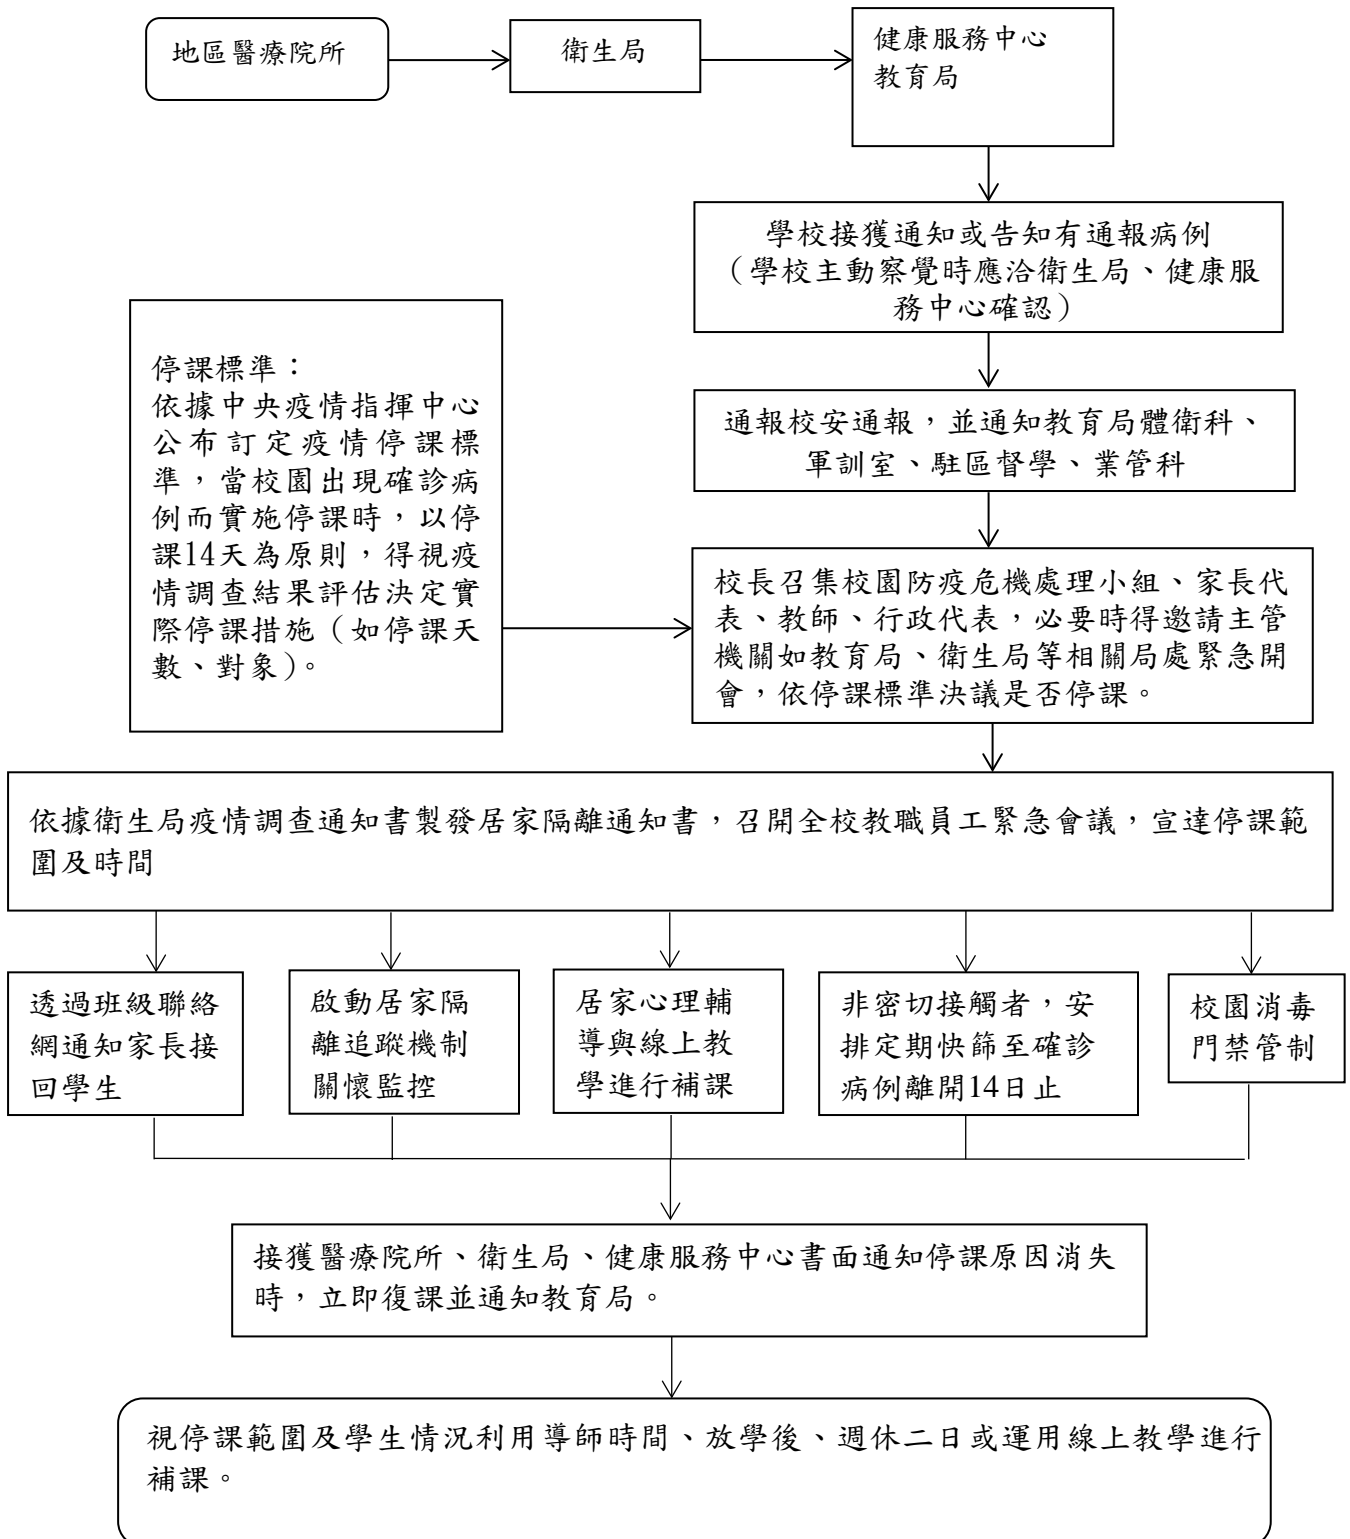 地區醫療院所
衛生局
健康服務中心
教育局
學校接獲通知或告知有通報病例
（學校主動察覺時應洽衛生局、健康服
務中心確認）
停課標準：
依據中央疫情指揮中心
公布訂定疫情停課標
準，當校園出現確診病
例而實施停課時，以停
課14天為原則，得視疫
情調查結果評估決定實
際停課措施（如停課天
數、對象）。
通報校安通報，並通知教育局體衛科、
軍訓室、駐區督學、業管科
校長召集校園防疫危機處理小組、家長代
表、教師、行政代表，必要時得邀請主管
機關如教育局、衛生局等相關局處緊急開
會，依停課標準決議是否停課。
依據衛生局疫情調查通知書製發居家隔離通知書，召開全校教職員工緊急會議，宣達停課範
圍及時間
透過班級聯絡
網通知家長接
回學生
啟動居家隔
離追蹤機制
關懷監控
居家心理輔
導與線上教
學進行補課
非密切接觸者，安
排定期快篩至確診
病例離開14日止
校園消毒
門禁管制
接獲醫療院所、衛生局、健康服務中心書面通知停課原因消失
時，立即復課並通知教育局。
視停課範圍及學生情況利用導師時間、放學後、週休二日或運用線上教學進行
補課。